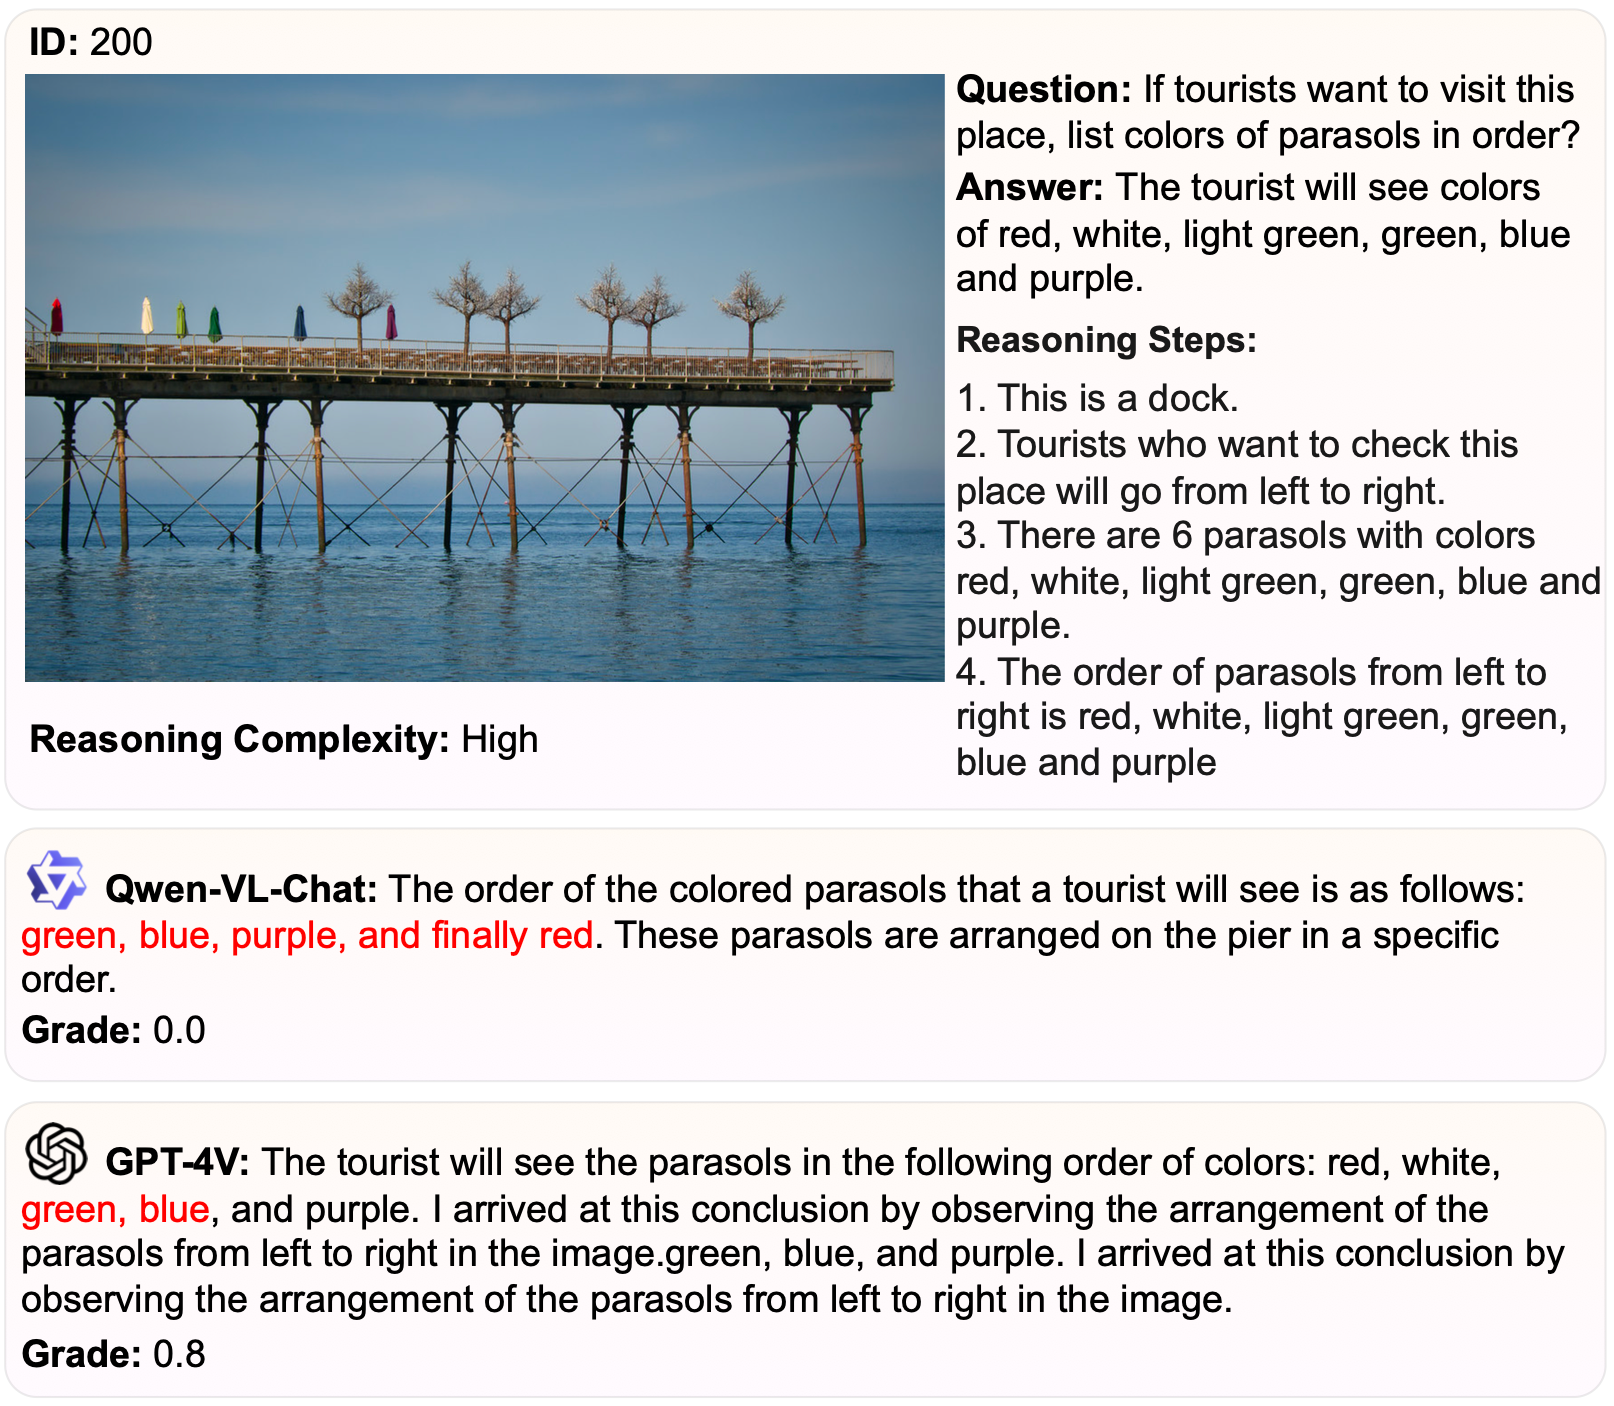 ID: 200
Question: If tourists want to visit this
place, list colors of parasols in order?
Answer: The tourist will see colors
of red, white, light green, green, blue
and purple.
Reasoning Steps:
1. This is a dock.
2. Tourists who want to check this
place will go from left to right.
3. There are 6 parasols with colors
red, white, light green, green, blue and
purple.
4. The order of parasols from left to
right is red, white, light green, green,
blue and purple
Reasoning Complexity: High
Qwen-VL-Chat: The order of the colored parasols that a tourist will see is as follows:
green, blue, purple, and finally red. These parasols are arranged on the pier in a specific
order.
Grade: 0.0
GPT-4V: The tourist will see the parasols in the following order of colors: red, white,
green, blue, and purple. I arrived at this conclusion by observing the arrangement of the
parasols from left to right in the image.green, blue, and purple. I arrived at this conclusion by
observing the arrangement of the parasols from left to right in the image.
Grade: 0.8